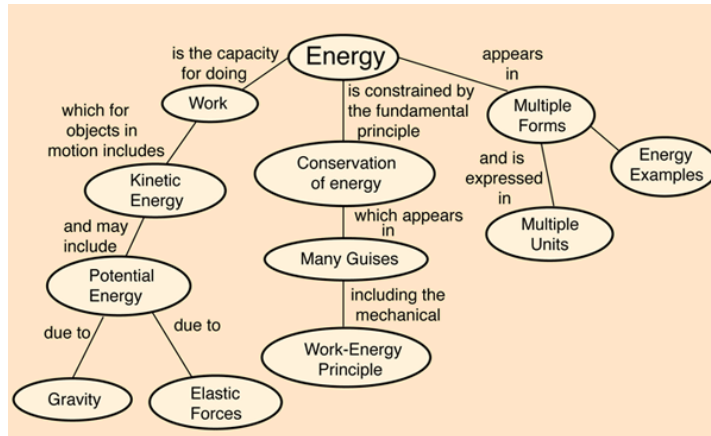 Energy
is the capacity
for doing
Work
which for
objects in
motion includes
Kinetic
Energy
and may
include
Potential
Energy
due to
due to
Gravity
Elastic
Forces
is constrained by
the fundamental
principle
Conservation
of energy
which appears
in
Many Guises
including the
mechanical
Work-Energy
Principle
appears
in
Multiple
Forms
and is
expressed
in
Multiple
Units
Energy
Examples